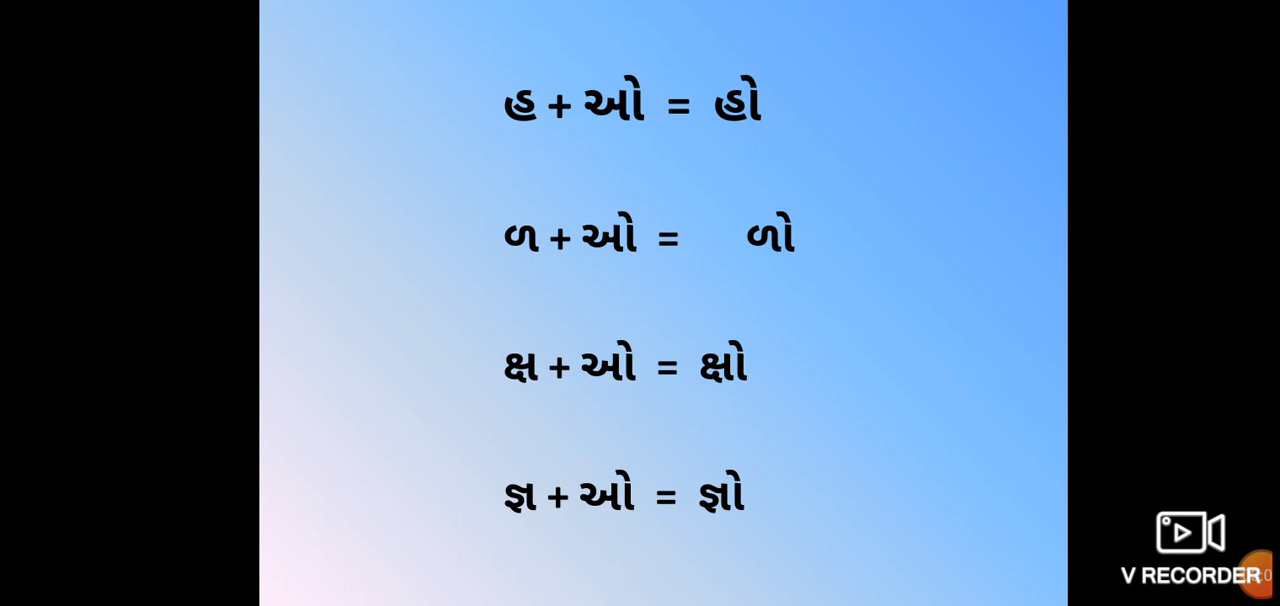 હ + ઓ = હો
ળ + ઓ = ળો
ક્ષ + ઓ = ક્ષો
જ્ઞ + ઓ = જ્ઞો
V RECORDER